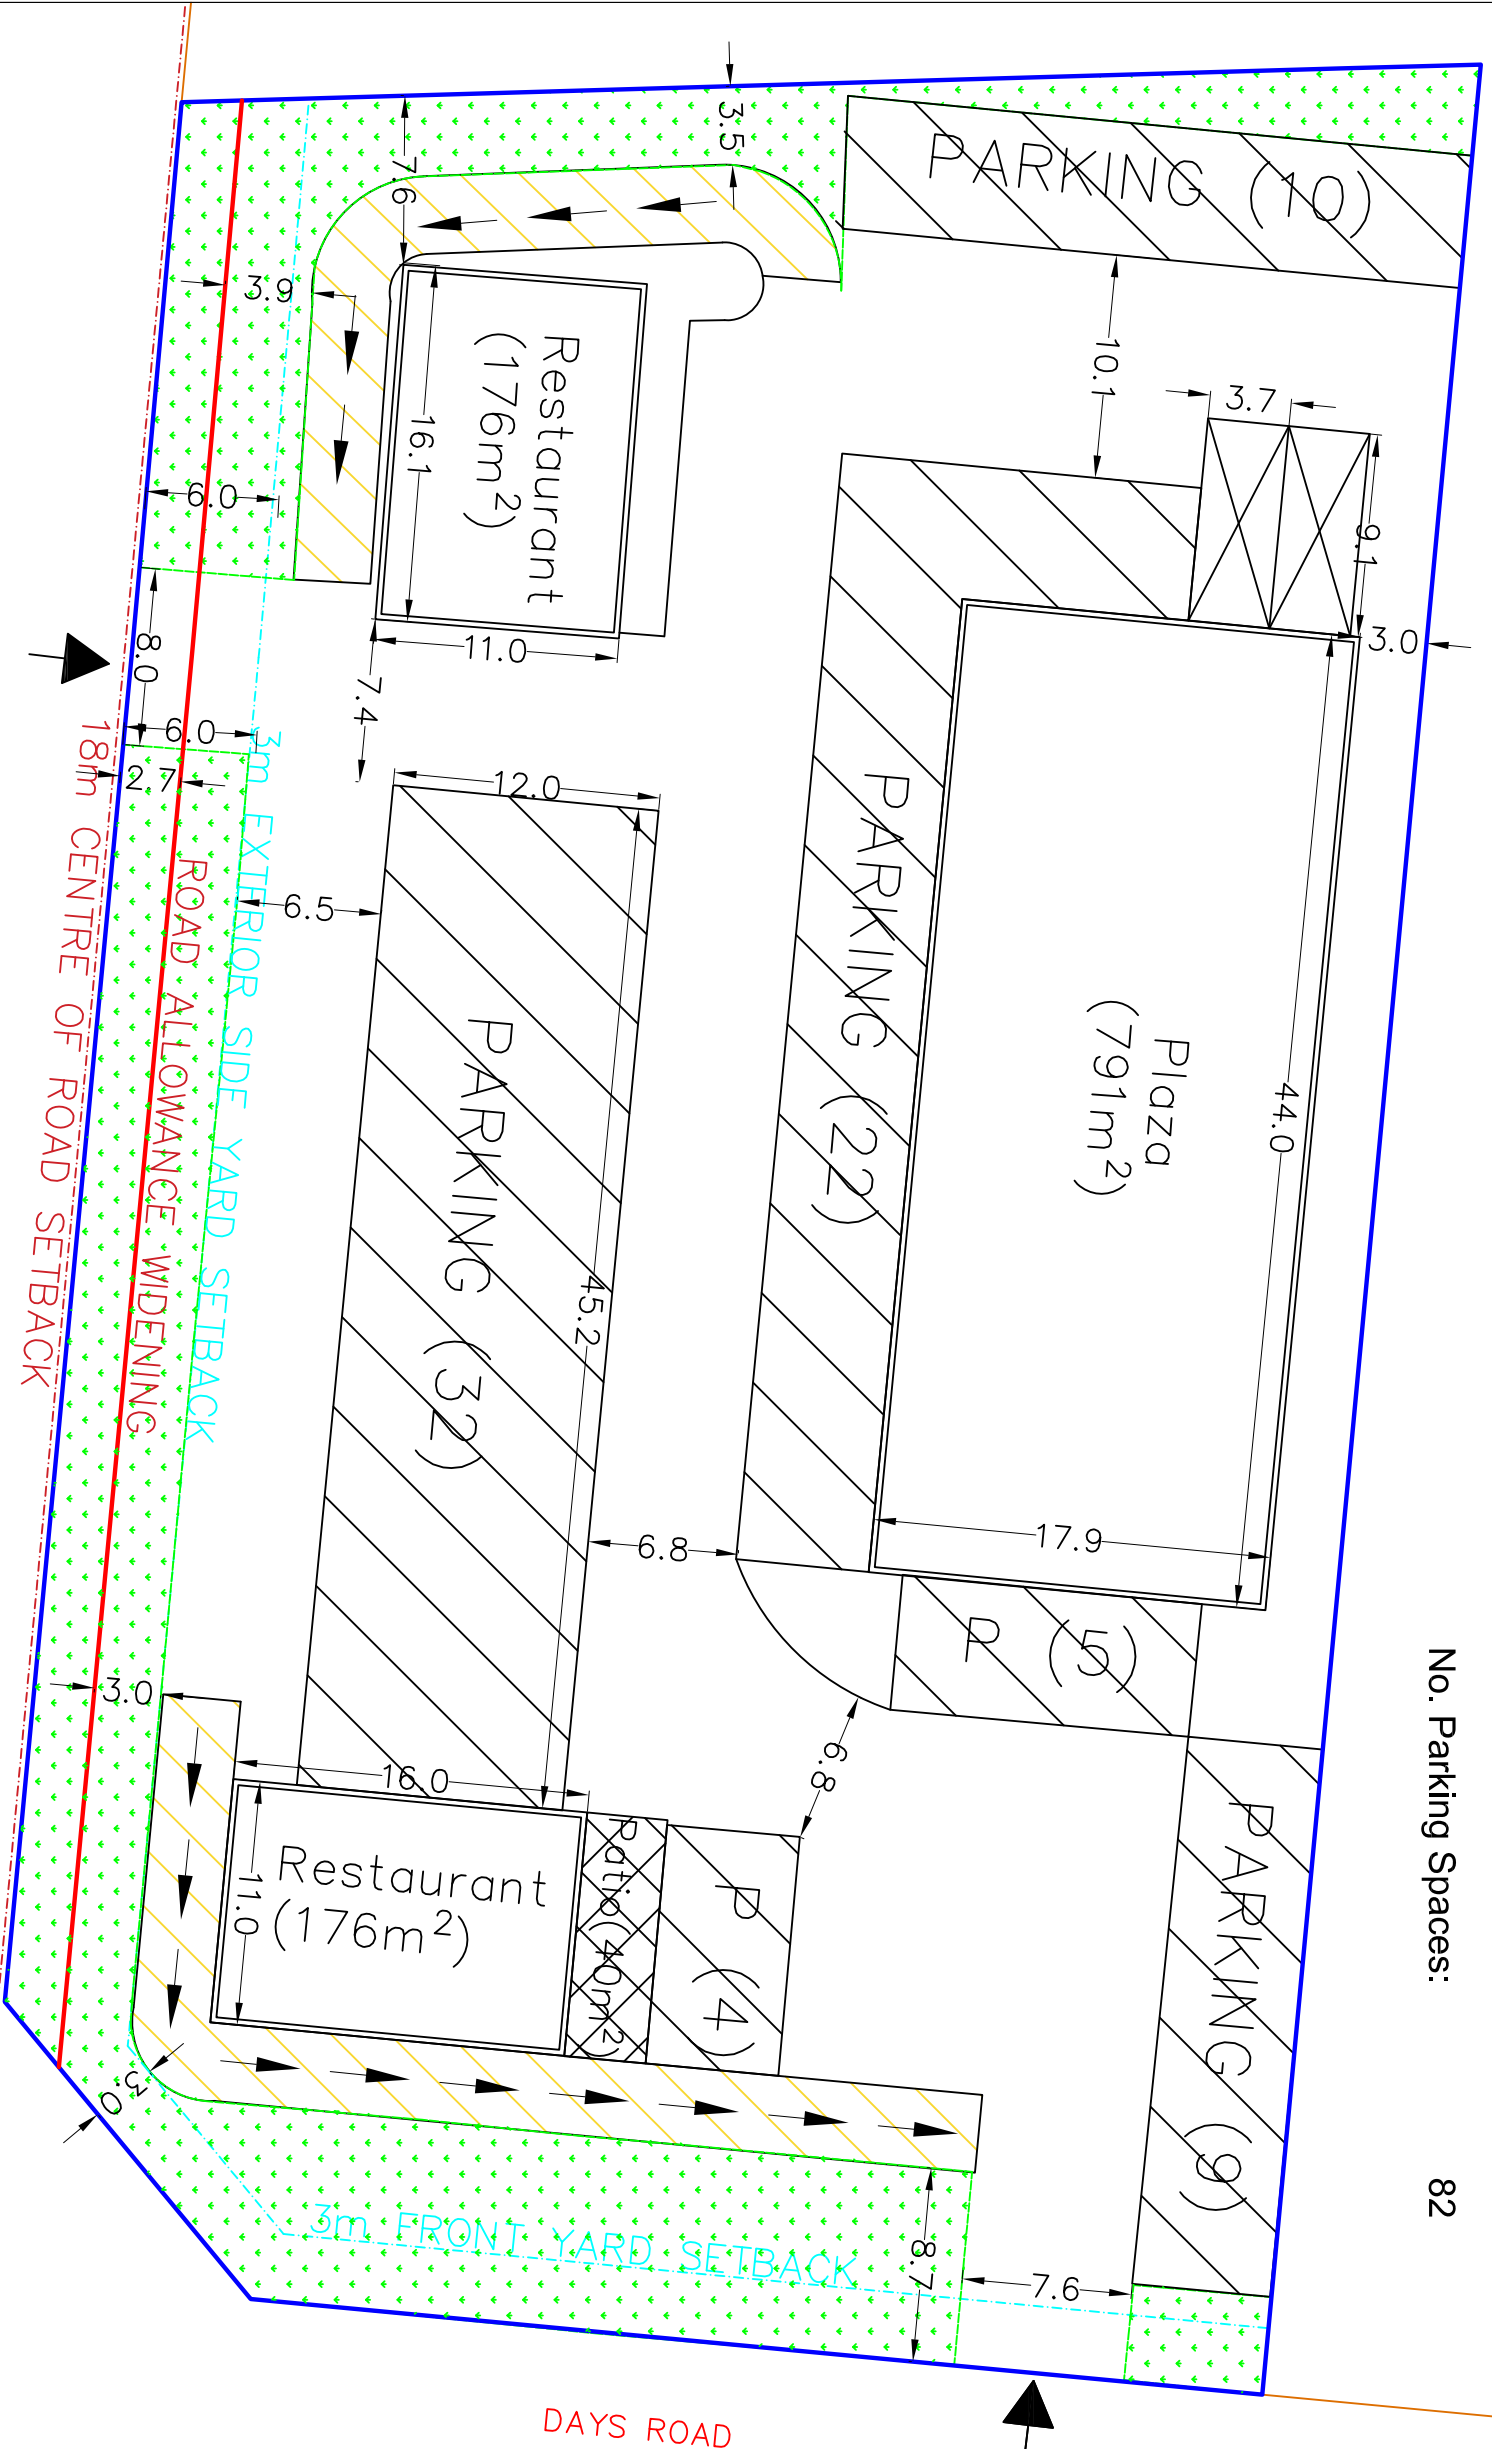 3.5
7.6
PARKING (10)
3.9
10.1
3.7
Restaurant
(176m²)
16.1
9.1
6.0
11.0
3.0
8.0
7.4
6.0
2.7
12.0
6.5
18m CENTRE OF ROAD SETBACK
ROAD ALLOWANCE WIDENING
3m EXTERIOR SIDE YARD SETBACK
PARKING (32)
45.2
PARKING (22)
Plaza
(791m²)
44.0
6.8
17.9
P (5)
3.0
6.8
16.0
Restaurant
(176m²)
11.0
Patio(40m²)
P (4)
PARKING (9)
No. Parking Spaces: 82
3.0
3m FRONT YARD SETBACK
8.7
7.6
DAYS ROAD